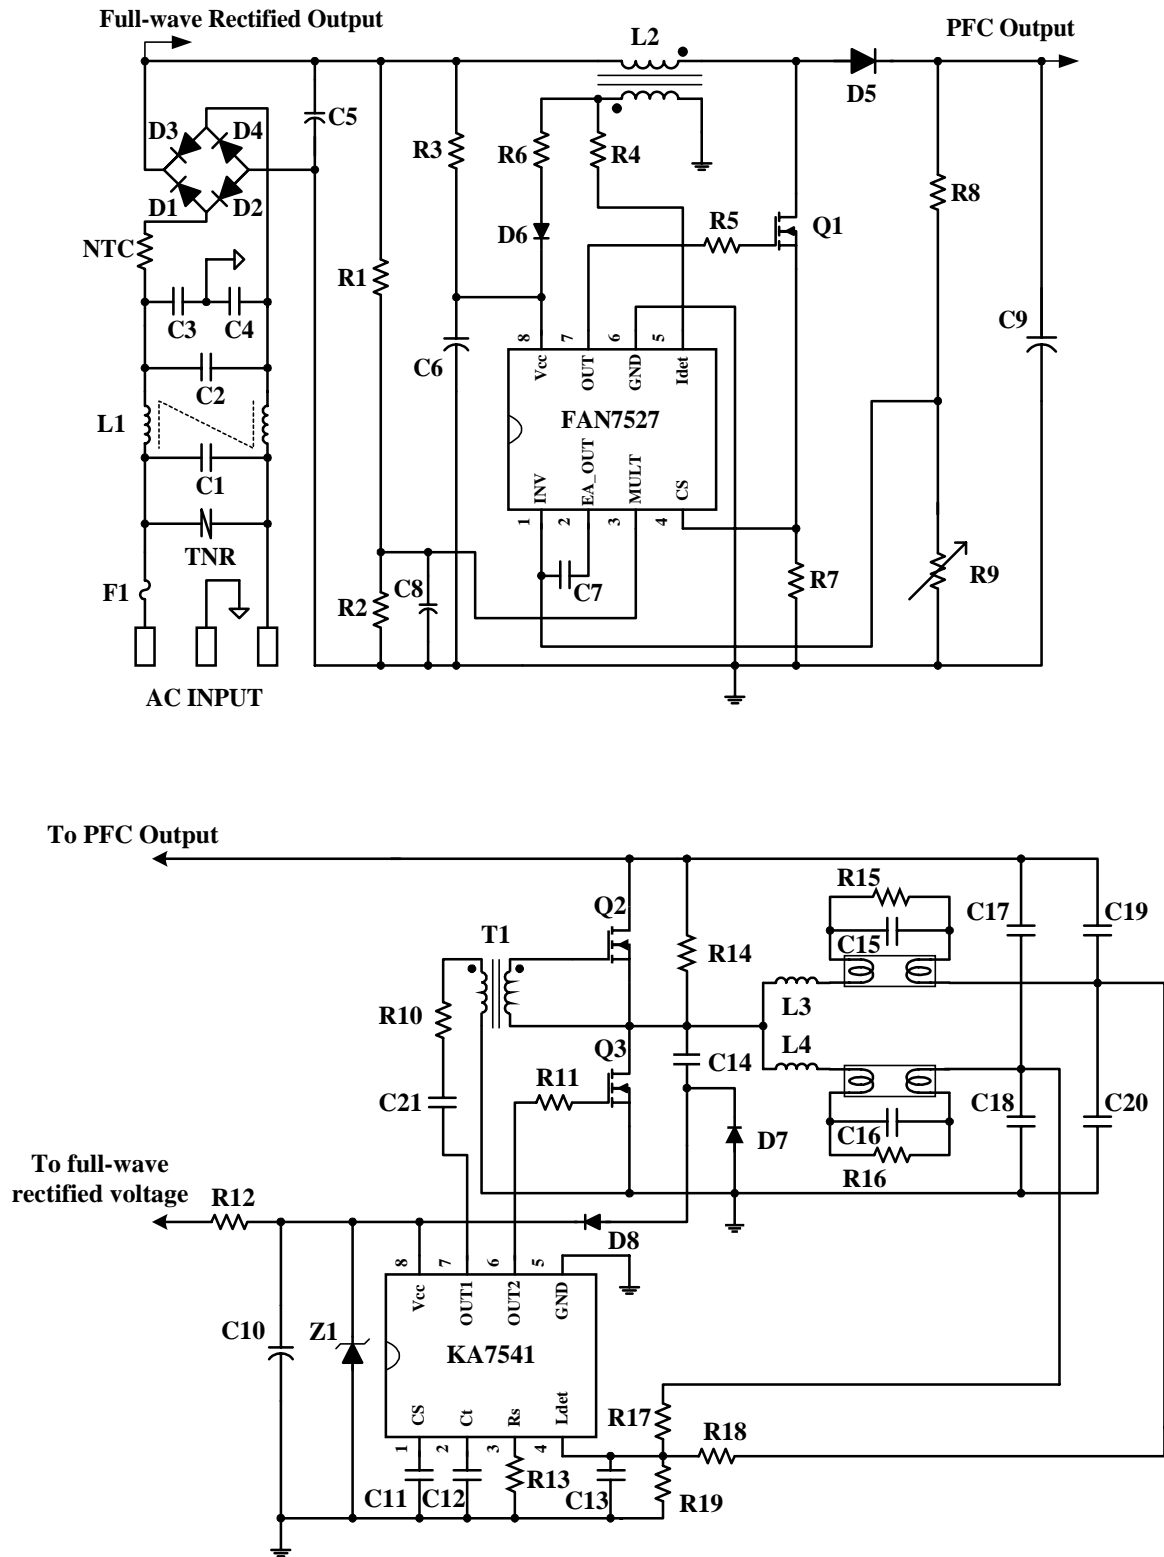 Full-wave Rectified Output
L2
PFC Output
D5
C5
D3
D4
R3
R6
R4
D1
D2
R8
D6
R5
Q1
NTC
R1
C3
C4
C6
C9
8
7
6
5
Vcc
OUT
GND
Idet
C2
L1
FAN7527
C1
INV
EA_OUT
MULT
CS
1
2
3
4
TNR
F1
R2
C8
C7
R7
R9
AC INPUT
To PFC Output
R15
Q2
C17
C19
T1
R14
C15
L3
R10
Q3
L4
C14
R11
C21
C16
C18
C20
D7
R16
To full-wave
rectified voltage
R12
D8
8
7
6
5
Vcc
OUT1
OUT2
GND
C10
Z1
KA7541
CS
Ct
Rs
Ldet
R17
R18
1
2
3
4
R13
C11
C12
C13
R19